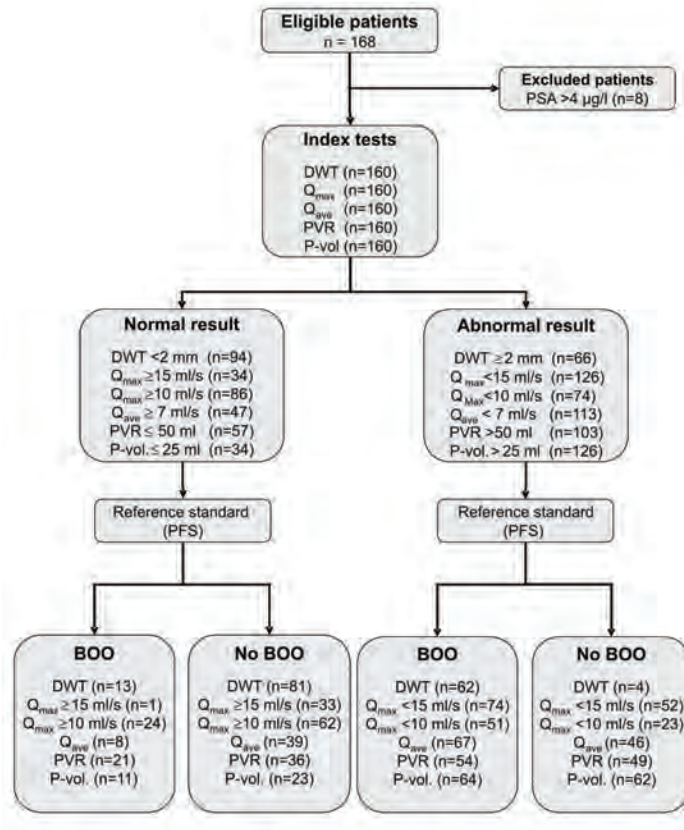 Eligible patients
n = 168
Excluded patients
PSA >4 µg/l (n=8)
Index tests
DWT (n=160)
Qmax (n=160)
Qave (n=160)
PVR (n=160)
P-vol (n=160)
Normal result
DWT <2 mm (n=94)
Qmax ≥15 ml/s (n=34)
Qmax ≥10 ml/s (n=86)
Qave ≥ 7 ml/s (n=47)
PVR ≤ 50 ml (n=57)
P-vol. ≤ 25 ml (n=34)
Abnormal result
DWT ≥2 mm (n=66)
Q max <15 ml/s (n=126)
QMax <10 ml/s (n=74)
Qave < 7 ml/s (n=113)
PVR >50 ml (n=103)
P-vol. > 25 ml (n=126)
Reference standard
(PFS)
Reference standard
(PFS)
BOO
DWT (n=13)
Qmax ≥15 ml/s (n=1)
Qmax ≥10 ml/s (n=24)
Qave (n=8)
PVR (n=21)
P-vol. (n=11)
No BOO
DWT (n=81)
Qmax ≥15 ml/s (n=33)
Qmax ≥10 ml/s (n=62)
Qave (n=39)
PVR (n=36)
P-vol. (n=23)
BOO
DWT (n=62)
Qmax <15 ml/s (n=74)
Qmax <10 ml/s (n=51)
Qave (n=67)
PVR (n=54)
P-vol. (n=64)
No BOO
DWT (n=4)
Qmax <15 ml/s (n=52)
Qmax <10 ml/s (n=23)
Qave (n=46)
PVR (n=49)
P-vol. (n=62)